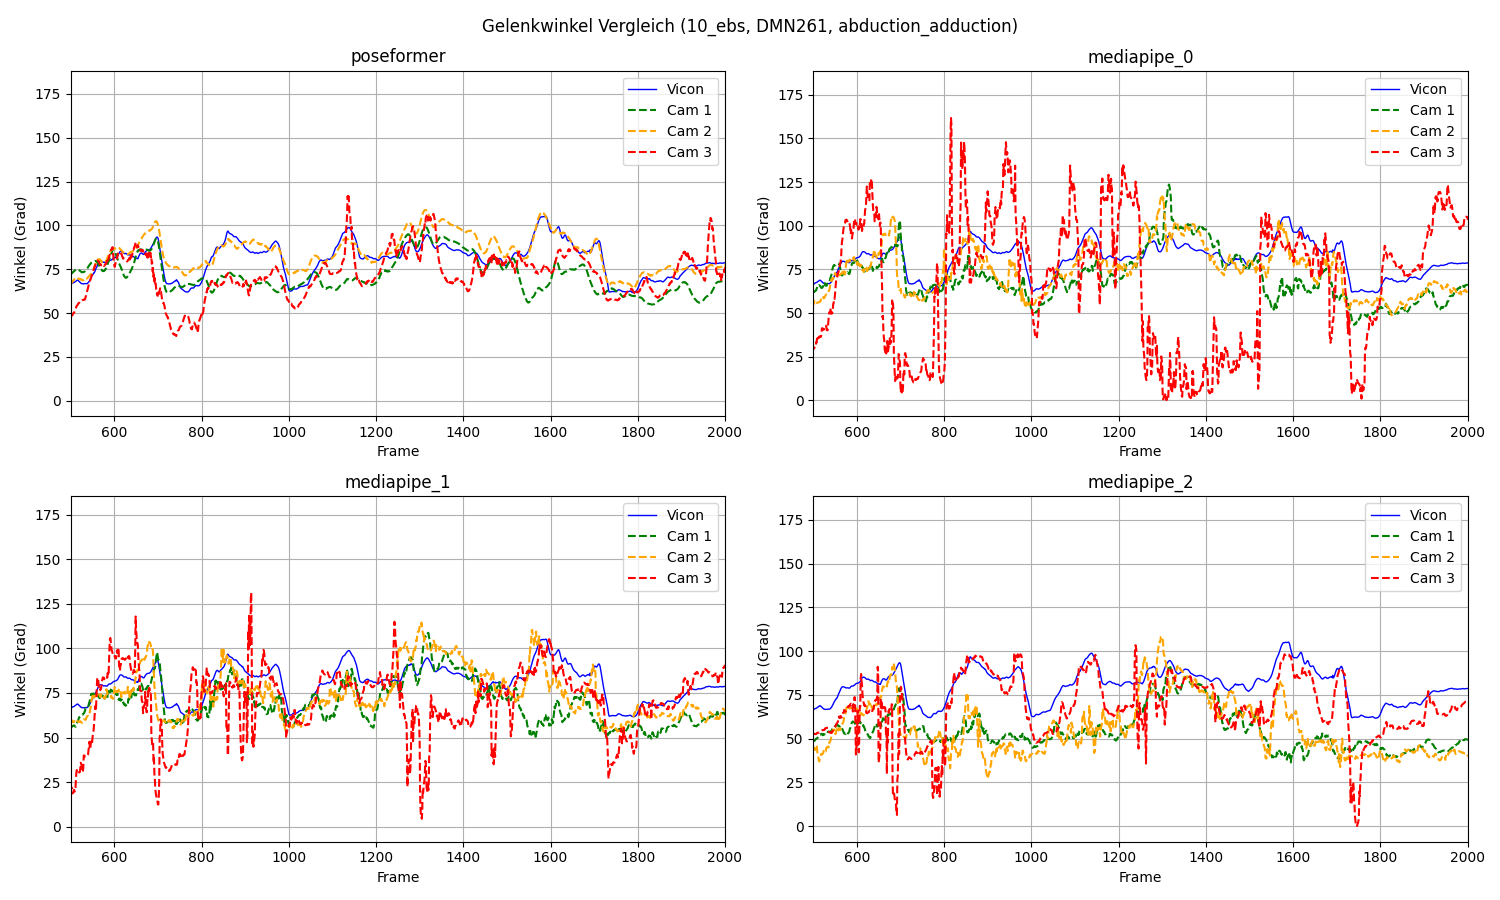 Gelenkwinkel Vergleich (10_ebs, DMN261, abduction_adduction)
poseformer
175
150
125
100
75
50
25
0
Winkel (Grad)
600 800 1000 1200 1400 1600 1800 2000
Frame
Vicon
Cam 1
Cam 2
Cam 3
mediapipe_0
175
150
125
100
75
50
25
0
Winkel (Grad)
600 800 1000 1200 1400 1600 1800 2000
Frame
Vicon
Cam 1
Cam 2
Cam 3
mediapipe_1
175
150
125
100
75
50
25
0
Winkel (Grad)
600 800 1000 1200 1400 1600 1800 2000
Frame
Vicon
Cam 1
Cam 2
Cam 3
mediapipe_2
175
150
125
100
75
50
25
0
Winkel (Grad)
600 800 1000 1200 1400 1600 1800 2000
Frame
Vicon
Cam 1
Cam 2
Cam 3